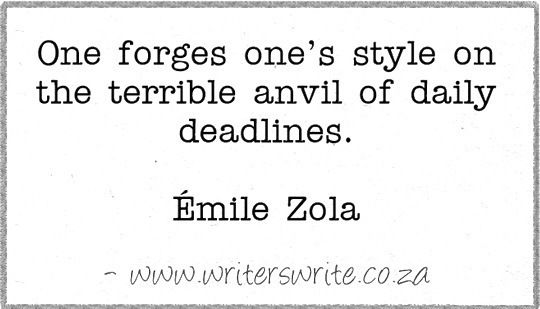 One forges one’s style on
the terrible anvil of daily
deadlines.
Émile Zola
- www.writerswrite.co.za